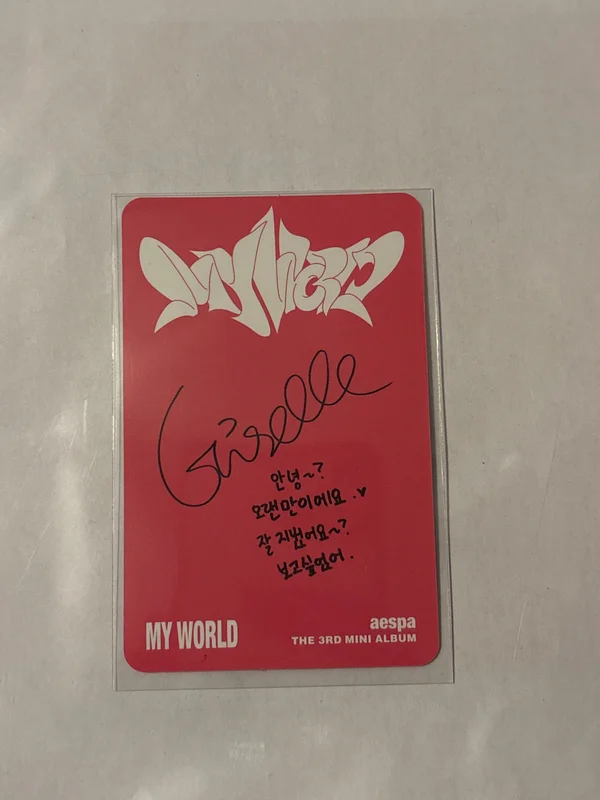 MY WORLD
Giselle
안녕~?
오랜만이에요.♥
잘 지냈어요~?
보고싶었어.
MY WORLD
aespa
THE 3RD MINI ALBUM